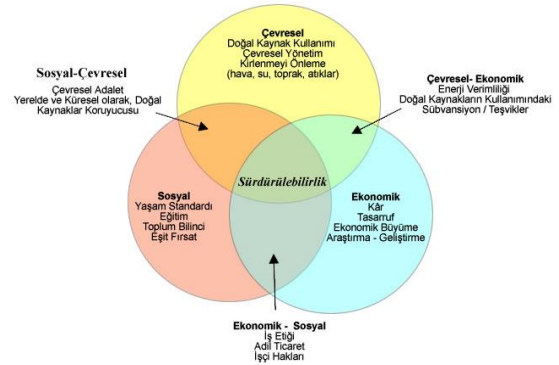 Çevresel
Doğal Kaynak Kullanımı
Çevresel Yönetim
Kirlenmeyi Önleme
(hava, su, toprak, atıklar)
Sosyal-Çevresel
Çevresel Adalet
Yerelde ve Küresel olarak, Doğal
Kaynaklar Koruyucusu
Çevresel- Ekonomik
Enerji Verimliliği
Doğal Kaynakların Kullanımındaki
Sübvansiyon / Teşvikler
Sürdürülebilirlik
Sosyal
Yaşam Standardı
Eğitim
Toplum Bilinci
Eşit Fırsat
Ekonomik
Kâr
Tasarruf
Ekonomik Büyüme
Araştırma - Geliştirme
Ekonomik - Sosyal
İş Etiği
Adil Ticaret
İşçi Hakları